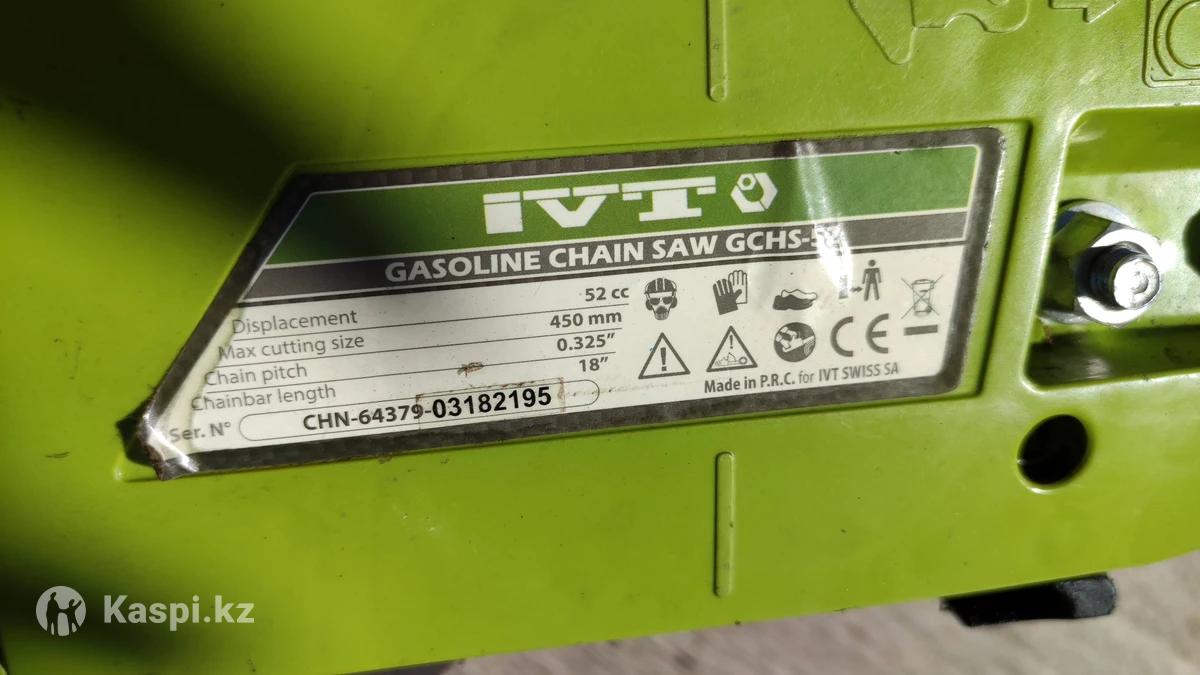 IVT
GASOLINE CHAIN SAW
Displacement 52 cc
Max cutting size 450 mm
Chain pitch 0.325”
Chainbar length 18”
Ser. N° CHN-64379-03182195
CE
Made in P.R.C. for IVT SWISS SA
Kaspi.kz